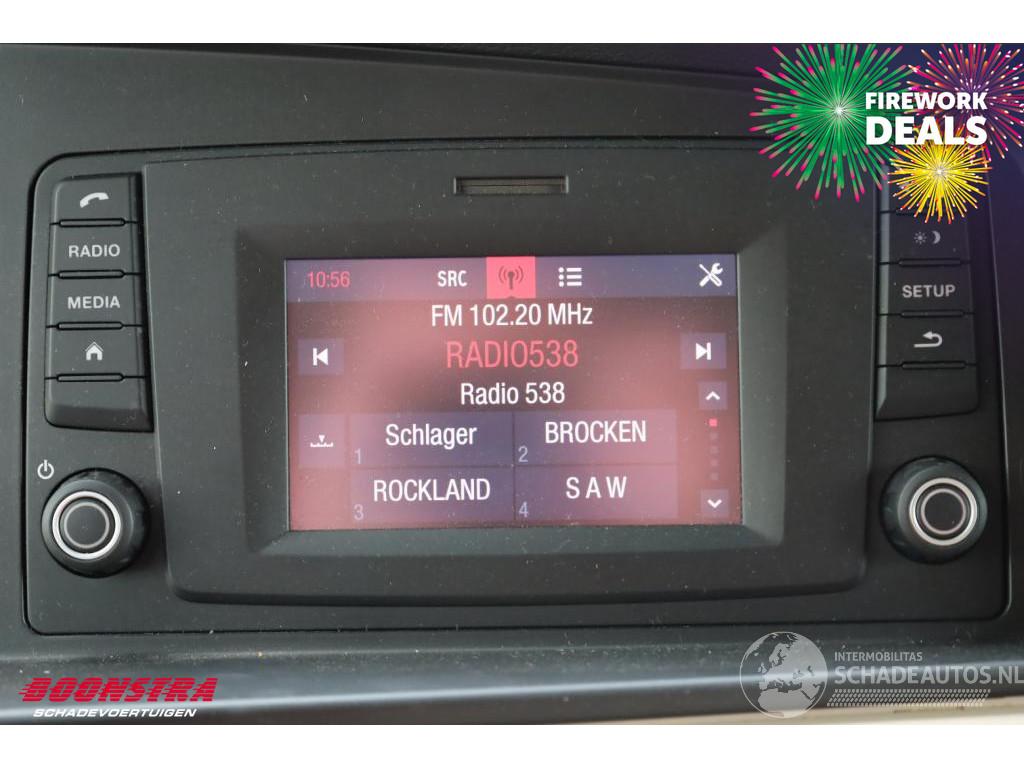 FIREWORK
DEALS
RADIO
MEDIA
SETUP
10:56 SRC
FM 102.20 MHz
RADIO538
Radio 538
1 Schlager 2 BROCKEN
3 ROCKLAND 4 S A W
BOONSTRA
SCHADEVOERTUIGEN
INTERMOBILITAS
SCHADEAUTOS.NL